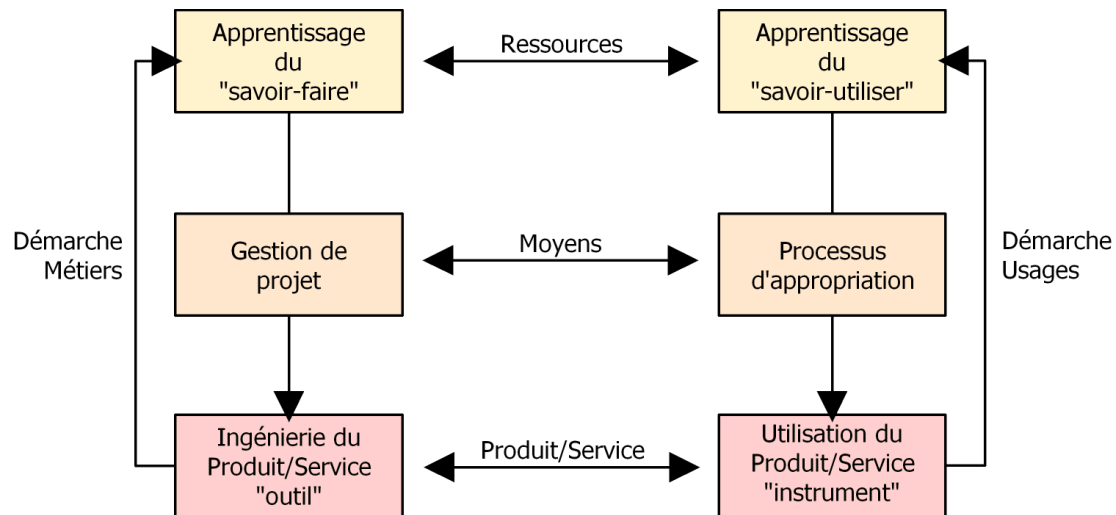 Apprentissage
du
"savoir-faire"
Ressources
Apprentissage
du
"savoir-utiliser"
Démarche
Métiers
Gestion de
projet
Moyens
Processus
d'appropriation
Démarche
Usages
Ingénierie du
Produit/Service
"outil"
Produit/Service
Utilisation du
Produit/Service
"instrument"